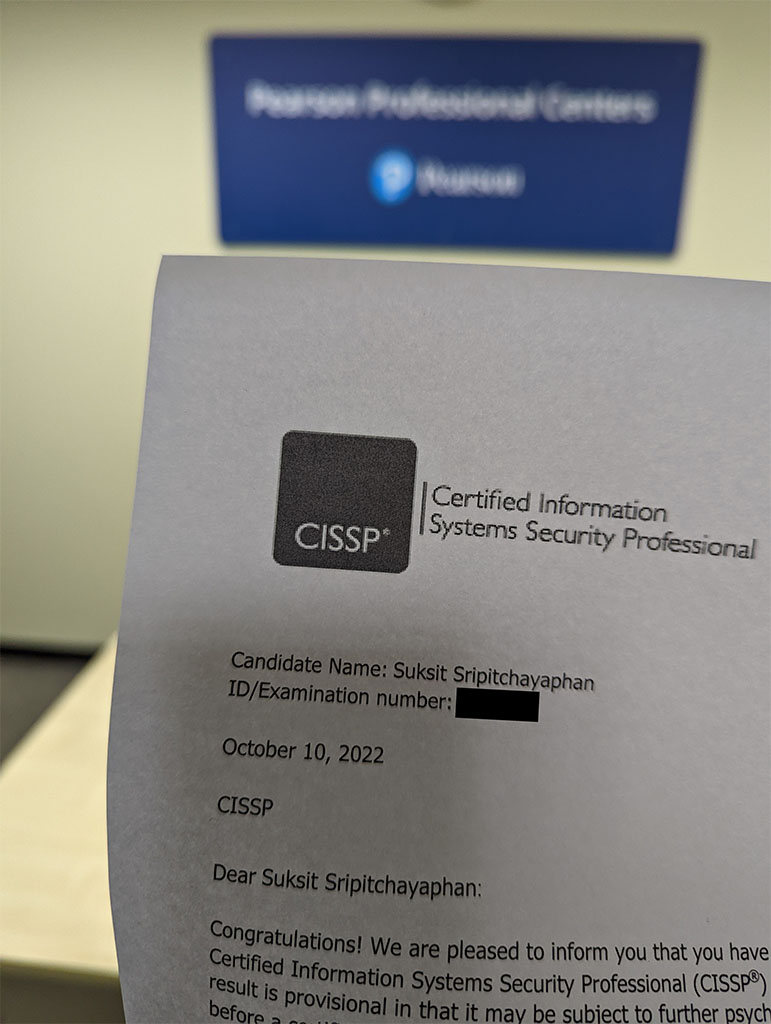 Pearson Professional Centers
Pearson
CISSP®
Certified Information
Systems Security Professional
Candidate Name: Suksit Sripitchayaphan
ID/Examination number:
October 10, 2022
CISSP
Dear Suksit Sripitchayaphan:
Congratulations! We are pleased to inform you that you have
Certified Information Systems Security Professional (CISSP®)
result is provisional in that it may be subject to further psych
before a